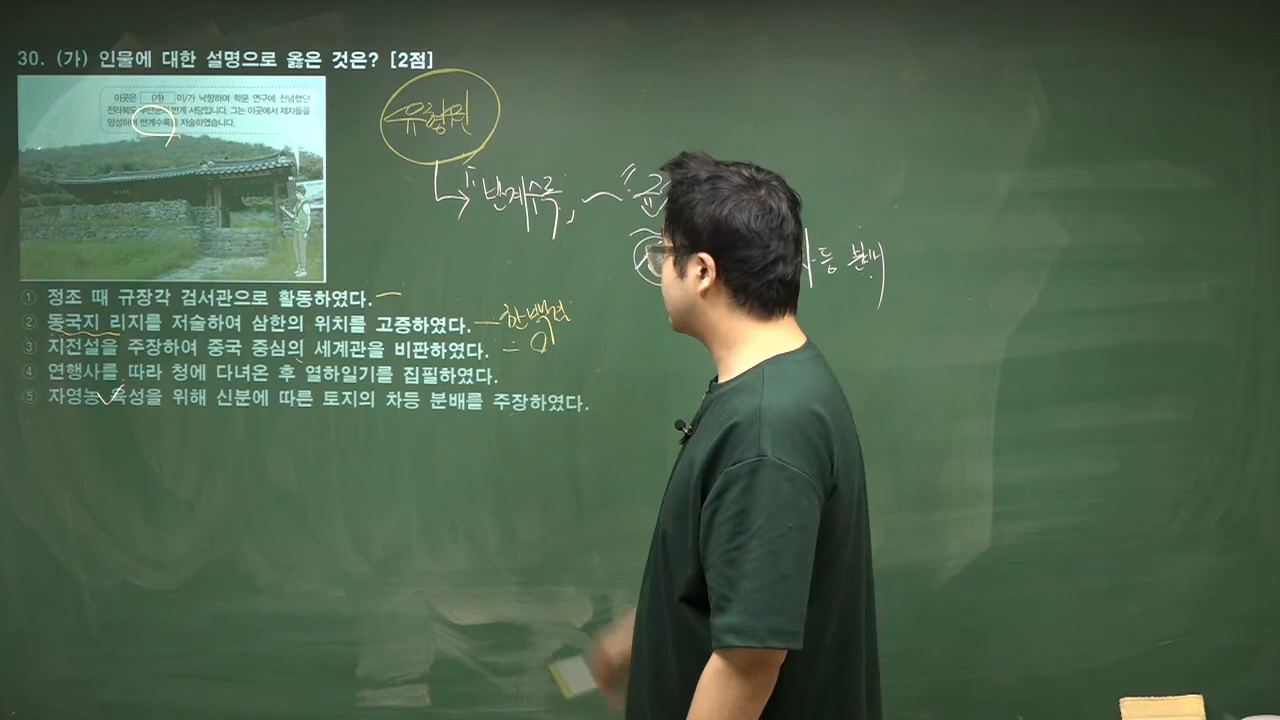 30. (가) 인물에 대한 설명으로 옳은 것은? [2점]
이곳은 (가) 이/가 낙향하여 학문 연구에 전념했던
전라북도 부안군의 반계 서당입니다. 그는 이곳에서 제자들을
양성하며 반계수록을 저술하였습니다.
유형원
「반계수록」 ~ "균
차등 분배
① 정조 때 규장각 검서관으로 활동하였다.
② 동국지리지를 저술하여 삼한의 위치를 고증하였다. 한백겸
③ 지전설을 주장하여 중국 중심의 세계관을 비판하였다.
④ 연행사를 따라 청에 다녀온 후 열하일기를 집필하였다.
⑤ 자영농 육성을 위해 신분에 따른 토지의 차등 분배를 주장하였다.